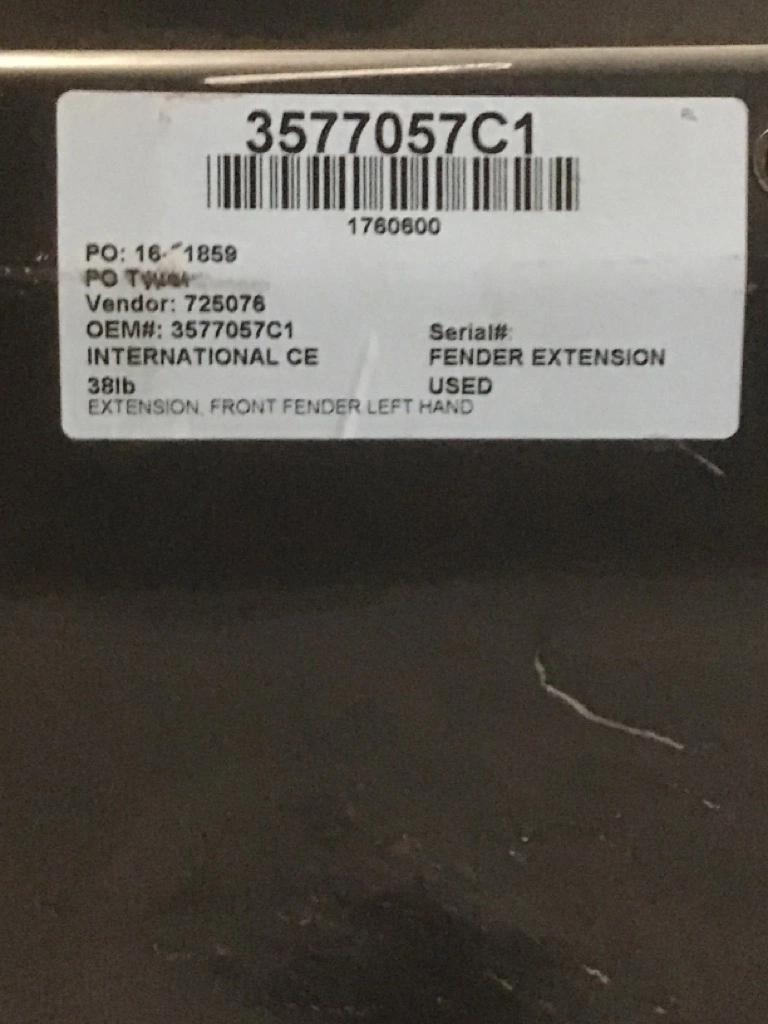 3577057C1
1760600
PO: 16- 1859
PO
Vendor: 725076
OEM#: 3577057C1
Serial#:
INTERNATIONAL CE
FENDER EXTENSION
38lb
USED
EXTENSION, FRONT FENDER LEFT HAND